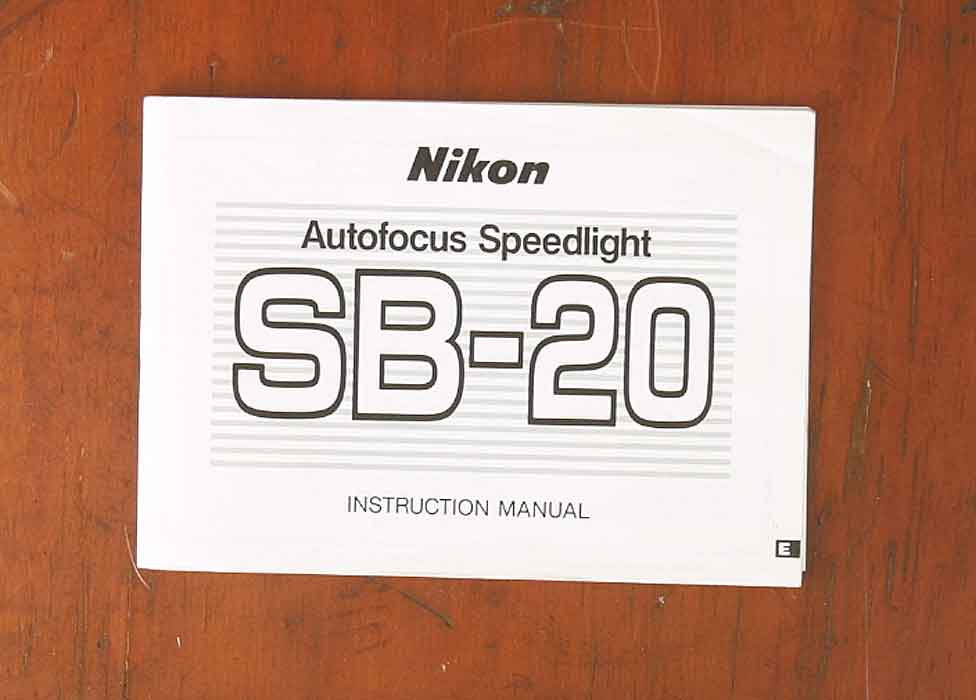 Nikon
Autofocus Speedlight
SB-20
INSTRUCTION MANUAL
E